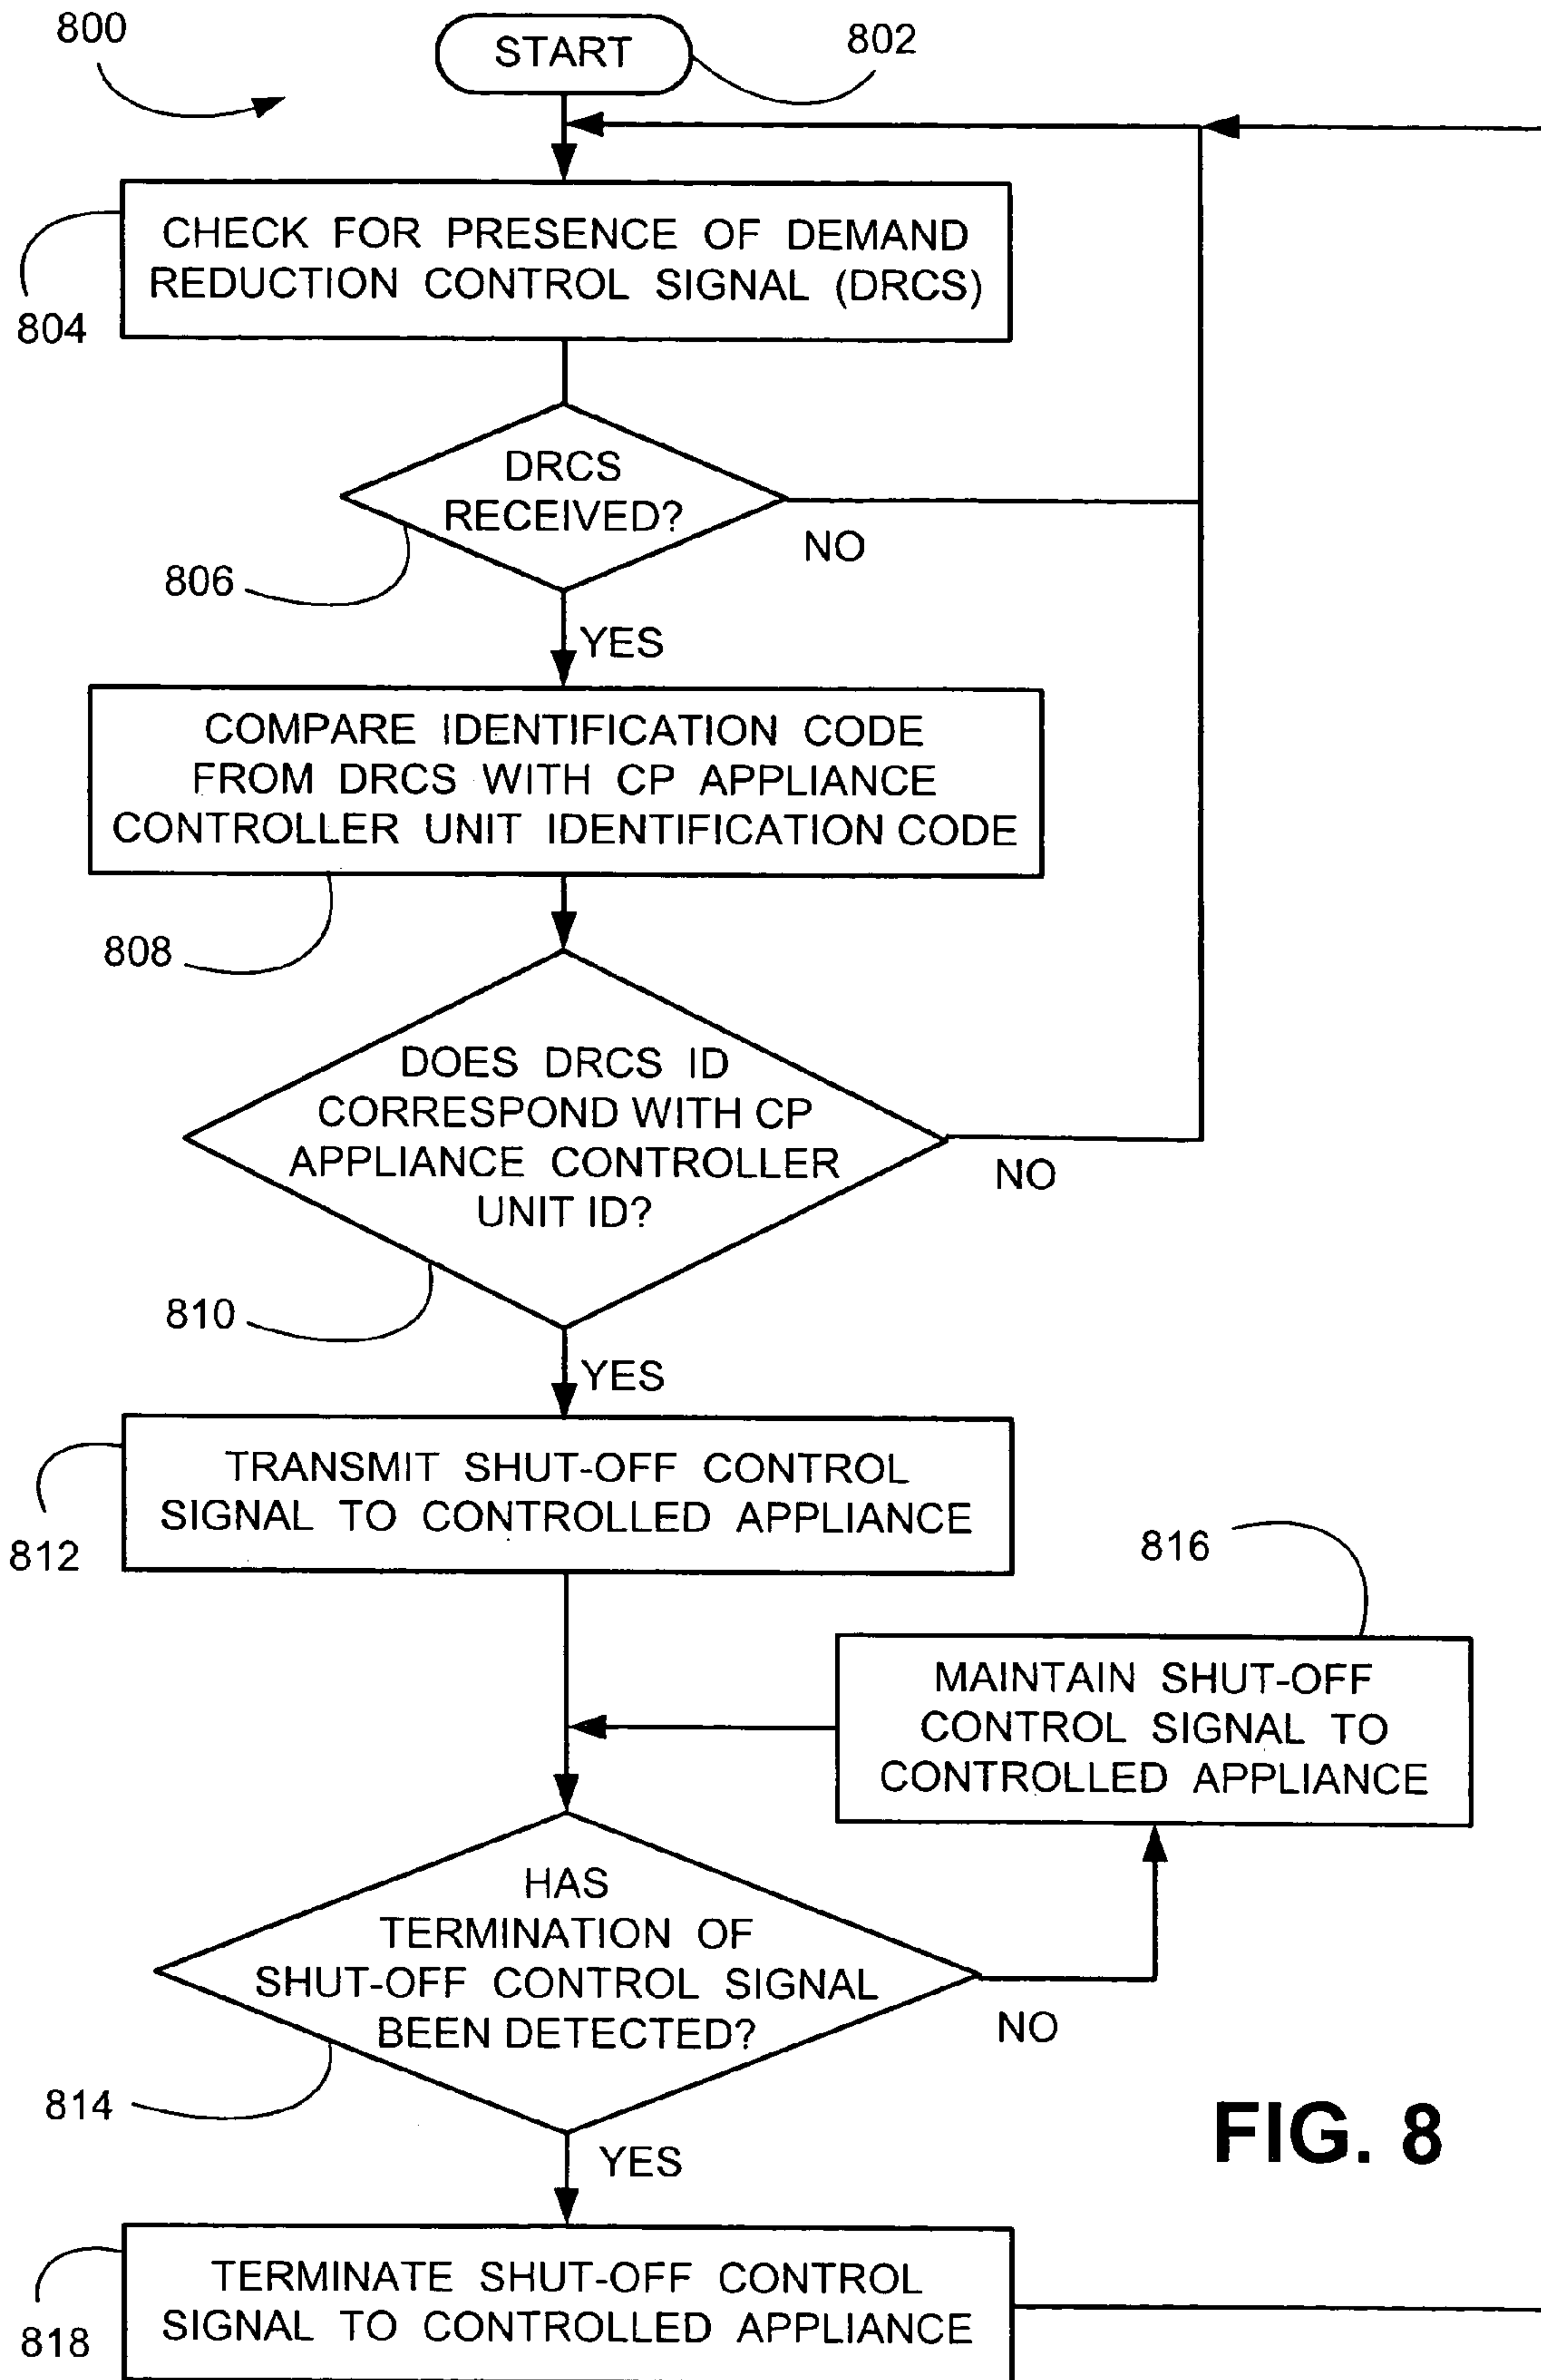 800
START
802
CHECK FOR PRESENCE OF DEMAND
REDUCTION CONTROL SIGNAL (DRCS)
804
DRCS
RECEIVED?
NO
806
YES
COMPARE IDENTIFICATION CODE
FROM DRCS WITH CP APPLIANCE
CONTROLLER UNIT IDENTIFICATION CODE
808
DOES DRCS ID
CORRESPOND WITH CP
APPLIANCE CONTROLLER
UNIT ID?
NO
810
YES
TRANSMIT SHUT-OFF CONTROL
SIGNAL TO CONTROLLED APPLIANCE
812
816
MAINTAIN SHUT-OFF
CONTROL SIGNAL TO
CONTROLLED APPLIANCE
HAS
TERMINATION OF
SHUT-OFF CONTROL SIGNAL
BEEN DETECTED?
NO
814
YES
FIG. 8
TERMINATE SHUT-OFF CONTROL
SIGNAL TO CONTROLLED APPLIANCE
818